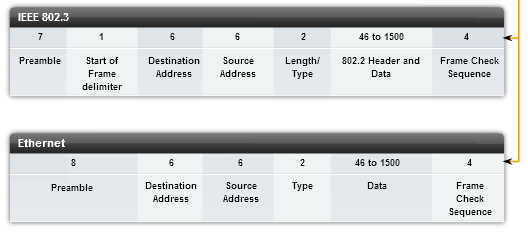 IEEE 802.3
7 1 6 6 2 46 to 1500 4
Preamble Start of Destination Source Length/ 802.2 Header and Frame Check
Frame Address Address Type Data Sequence
delimiter
Ethernet
8 6 6 2 46 to 1500 4
Preamble Destination Source Type Data Frame
Address Address Check
Sequence